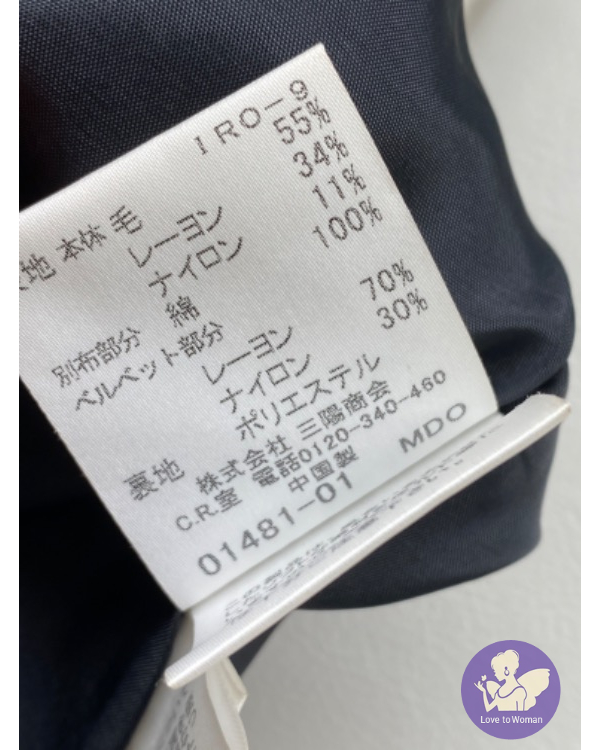 IRO-9
地 本体 毛 55%
レーヨン 34%
ナイロン 11%
別布部分 綿 100%
ベルベット部分
レーヨン 70%
ナイロン 30%
裏地 ポリエステル
株式会社 三陽商会
C.R.室 電話0120-340-460
中国製
01481-01 MDO
Love to Woman